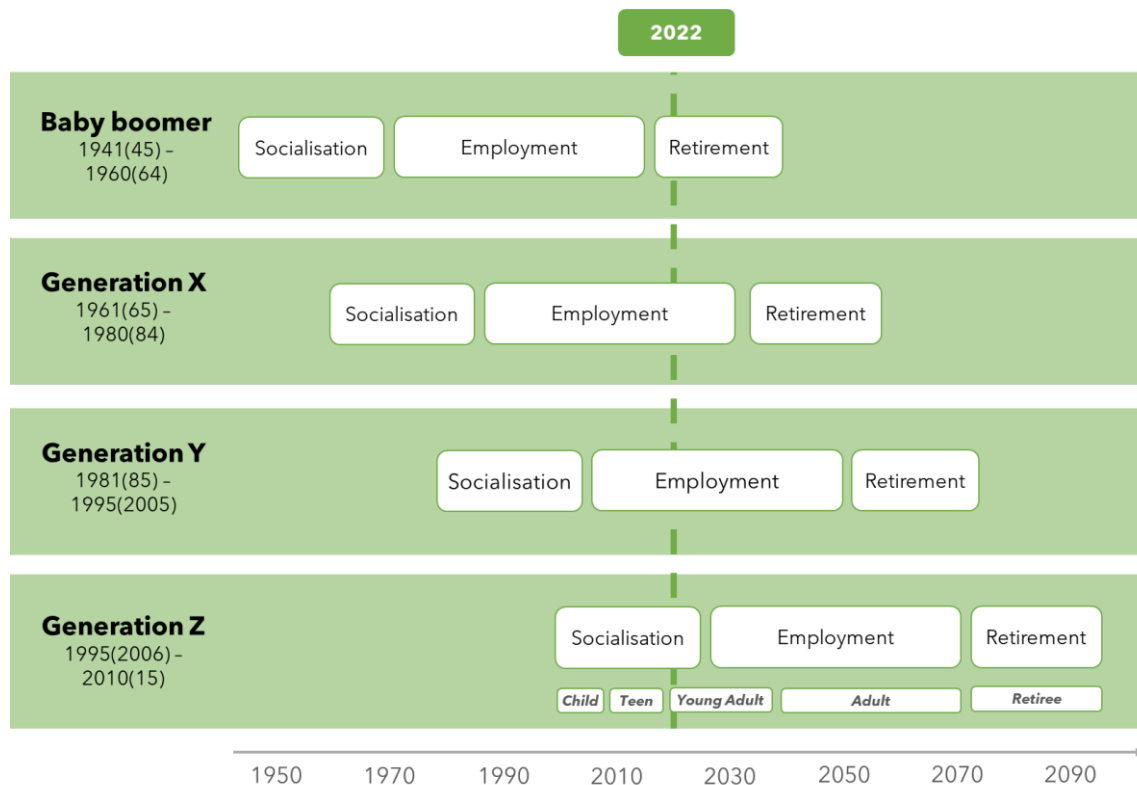 2022
Baby boomer
1941(45) –
1960(64)
Socialisation
Employment
Retirement
Generation X
1961(65) –
1980(84)
Socialisation
Employment
Retirement
Generation Y
1981(85) –
1995(2005)
Socialisation
Employment
Retirement
Generation Z
1995(2006) –
2010(15)
Socialisation
Employment
Retirement
Child
Teen
Young Adult
Adult
Retiree
1950 1970 1990 2010 2030 2050 2070 2090